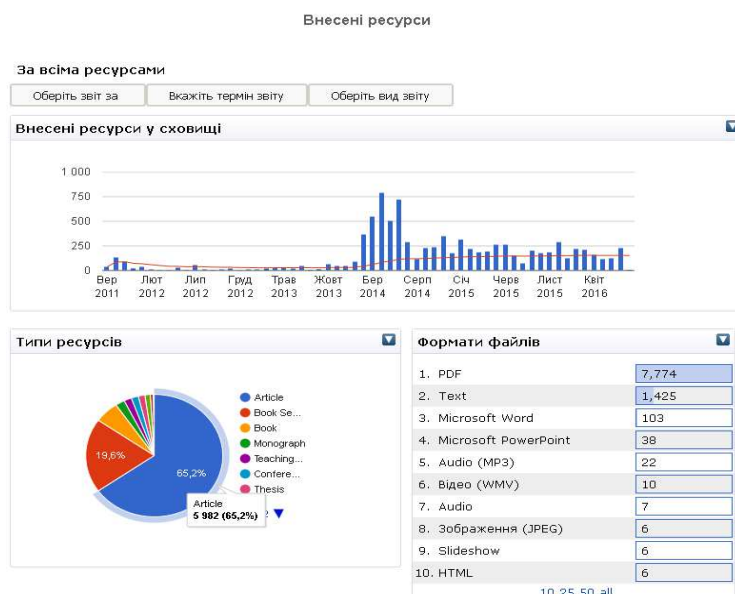 Внесені ресурси
За всіма ресурсами
Оберіть звіт за Вкажіть термін звіту Оберіть вид звіту
Внесені ресурси у сховищі
1 000
750
500
250
0
Вер Лют Лип Груд Трав Жовт Бер Серп Січ Черв Лист Квіт
2011 2012 2012 2012 2013 2013 2014 2014 2015 2015 2015 2016
Типи ресурсів
Article
Book Se...
Book
Monograph
Teaching...
Confere...
Thesis
19,6%
65,2%
Article
5 982 (65,2%)
2
Формати файлів
1. PDF 7,774
2. Text 1,425
3. Microsoft Word 103
4. Microsoft PowerPoint 38
5. Audio (MP3) 22
6. Відео (WMV) 10
7. Audio 7
8. Зображення (JPEG) 6
9. Slideshow 6
10. HTML 6
10 25 50 all